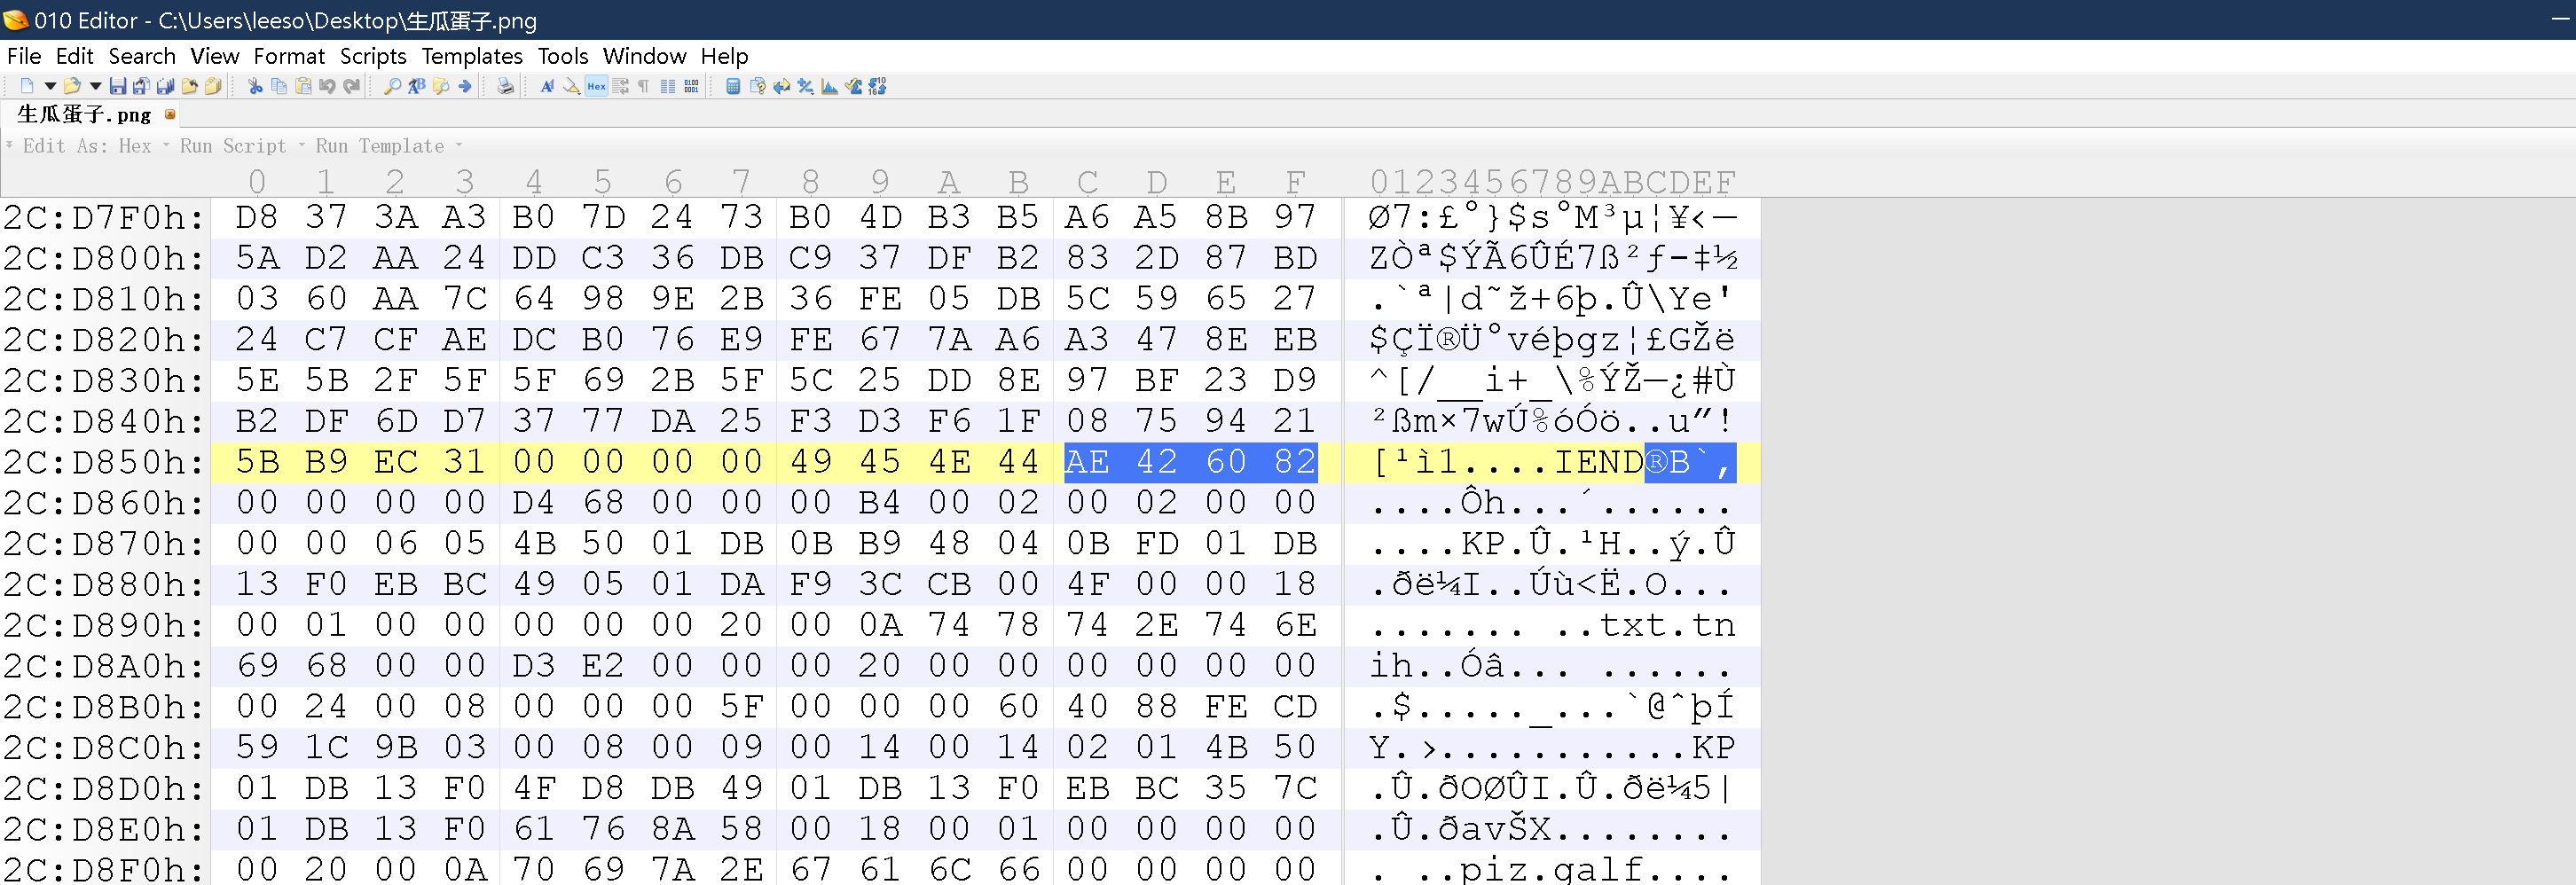 010 Editor - C:\Users\leeso\Desktop\生瓜蛋子.png
File Edit Search View Format Scripts Templates Tools Window Help
生瓜蛋子.png
Edit As: Hex Run Script Run Template
0 1 2 3 4 5 6 7 8 9 A B C D E F 0123456789ABCDEF
2C:D7F0h: D8 37 3A A3 B0 7D 24 73 B0 4D B3 B5 A6 A5 8B 97 Ø7:£°}$s°M³µ¦¥‹—
2C:D800h: 5A D2 AA 24 DD C3 36 DB C9 37 DF B2 83 2D 87 BD ZÒª$ÝÃ6ÛÉ7ß²ƒ-‡½
2C:D810h: 03 60 AA 7C 64 98 9E 2B 36 FE 05 DB 5C 59 65 27 .`ª|d˜ž+6þ.Û\Ye'
2C:D820h: 24 C7 CF AE DC B0 76 E9 FE 67 7A A6 A3 47 8E EB $ÇÏ®Ü°véþgz¦£GŽë
2C:D830h: 5E 5B 2F 5F 5F 69 2B 5F 5C 25 DD 8E 97 BF 23 D9 ^[/__i+_\%ÝŽ—¿#Ù
2C:D840h: B2 DF 6D D7 37 77 DA 25 F3 D3 F6 1F 08 75 94 21 ²ßm×7wÚ%óÓö..u”!
2C:D850h: 5B B9 EC 31 00 00 00 00 49 45 4E 44 AE 42 60 82 [¹ì1....IEND®B`‚
2C:D860h: 00 00 00 00 D4 68 00 00 00 B4 00 02 00 02 00 00 ....Ôh...´......
2C:D870h: 00 00 06 05 4B 50 01 DB 0B B9 48 04 0B FD 01 DB ....KP.Û.¹H..ý.Û
2C:D880h: 13 F0 EB BC 49 05 01 DA F9 3C CB 00 4F 00 00 18 .ðë¼I..Úù<Ë.O...
2C:D890h: 00 01 00 00 00 00 00 20 00 0A 74 78 74 2E 74 6E ....... ..txt.tn
2C:D8A0h: 69 68 00 00 D3 E2 00 00 00 20 00 00 00 00 00 00 ih..Óâ... ......
2C:D8B0h: 00 24 00 08 00 00 00 5F 00 00 00 60 40 88 FE CD .$....._...`@ˆþÍ
2C:D8C0h: 59 1C 9B 03 00 08 00 09 00 14 00 14 02 01 4B 50 Y.›...........KP
2C:D8D0h: 01 DB 13 F0 4F D8 DB 49 01 DB 13 F0 EB BC 35 7C .Û.ðOØÛI.Û.ðë¼5|
2C:D8E0h: 01 DB 13 F0 61 76 8A 58 00 18 00 01 00 00 00 00 .Û.ðavŠX........
2C:D8F0h: 00 20 00 0A 70 69 7A 2E 67 61 6C 66 00 00 00 00 . ..piz.galf....